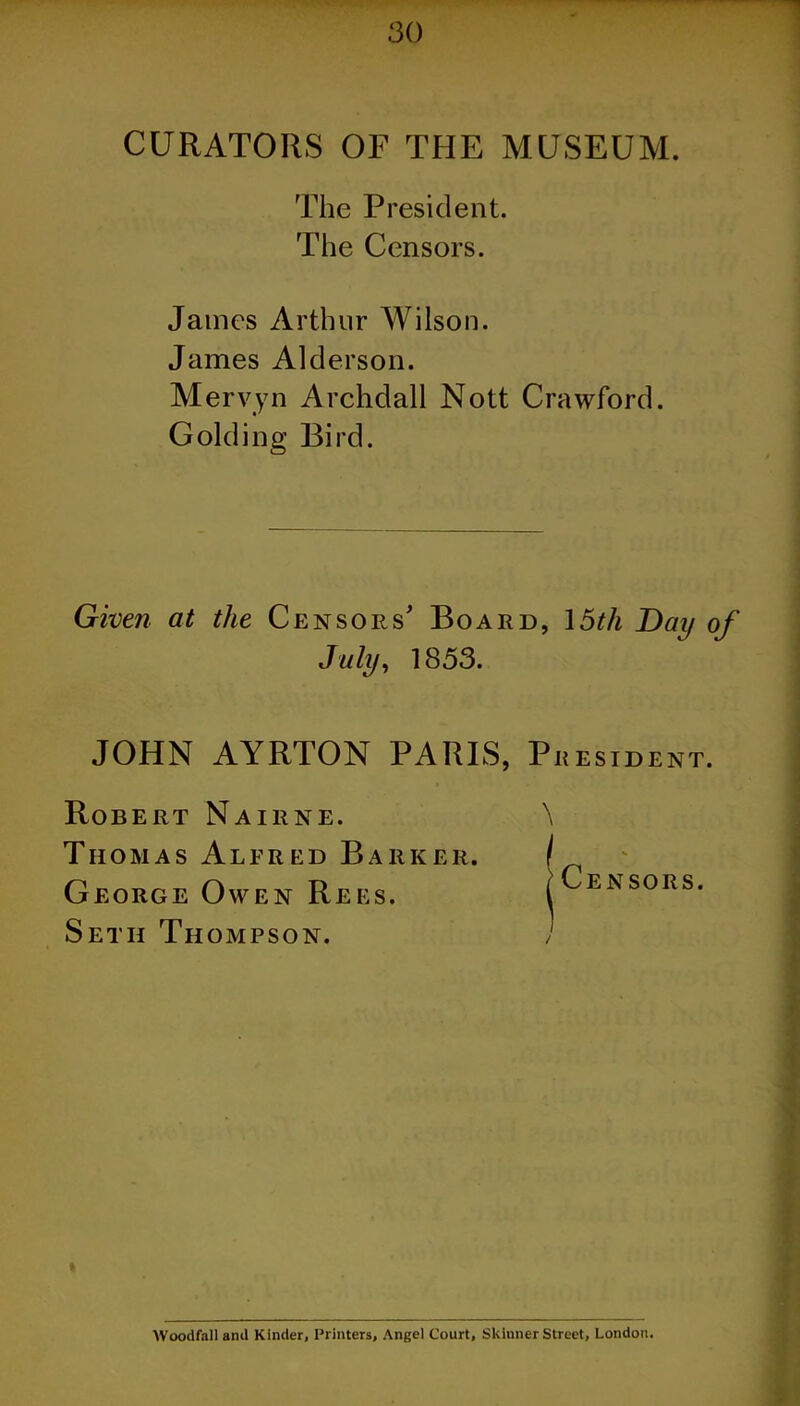 30
CURATORS OF THE MUSEUM.
The President.
The Censors.
James Arthur Wilson.
James Alderson.
Mervyn Archdall Nott Crawford.
Golding Bird.
Given at the Censors' Board, 15th Day of
July, 1853.
JOHN AYRTON PARIS, President.
Robert Nairne.
Thomas Alfred Barker.
George Owen Rees.
Seth Thompson.
Censors.
Woodfall and Kinder, Printers, Angel Court, Skinner Street, London.